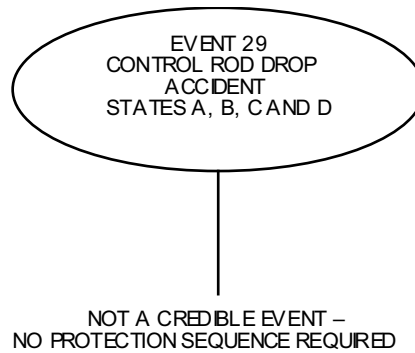 EVENT 29
CONTROL ROD DROP
ACCIDENT
STATES A, B, C AND D
NOT A CREDIBLE EVENT –
NO PROTECTION SEQUENCE REQUIRED